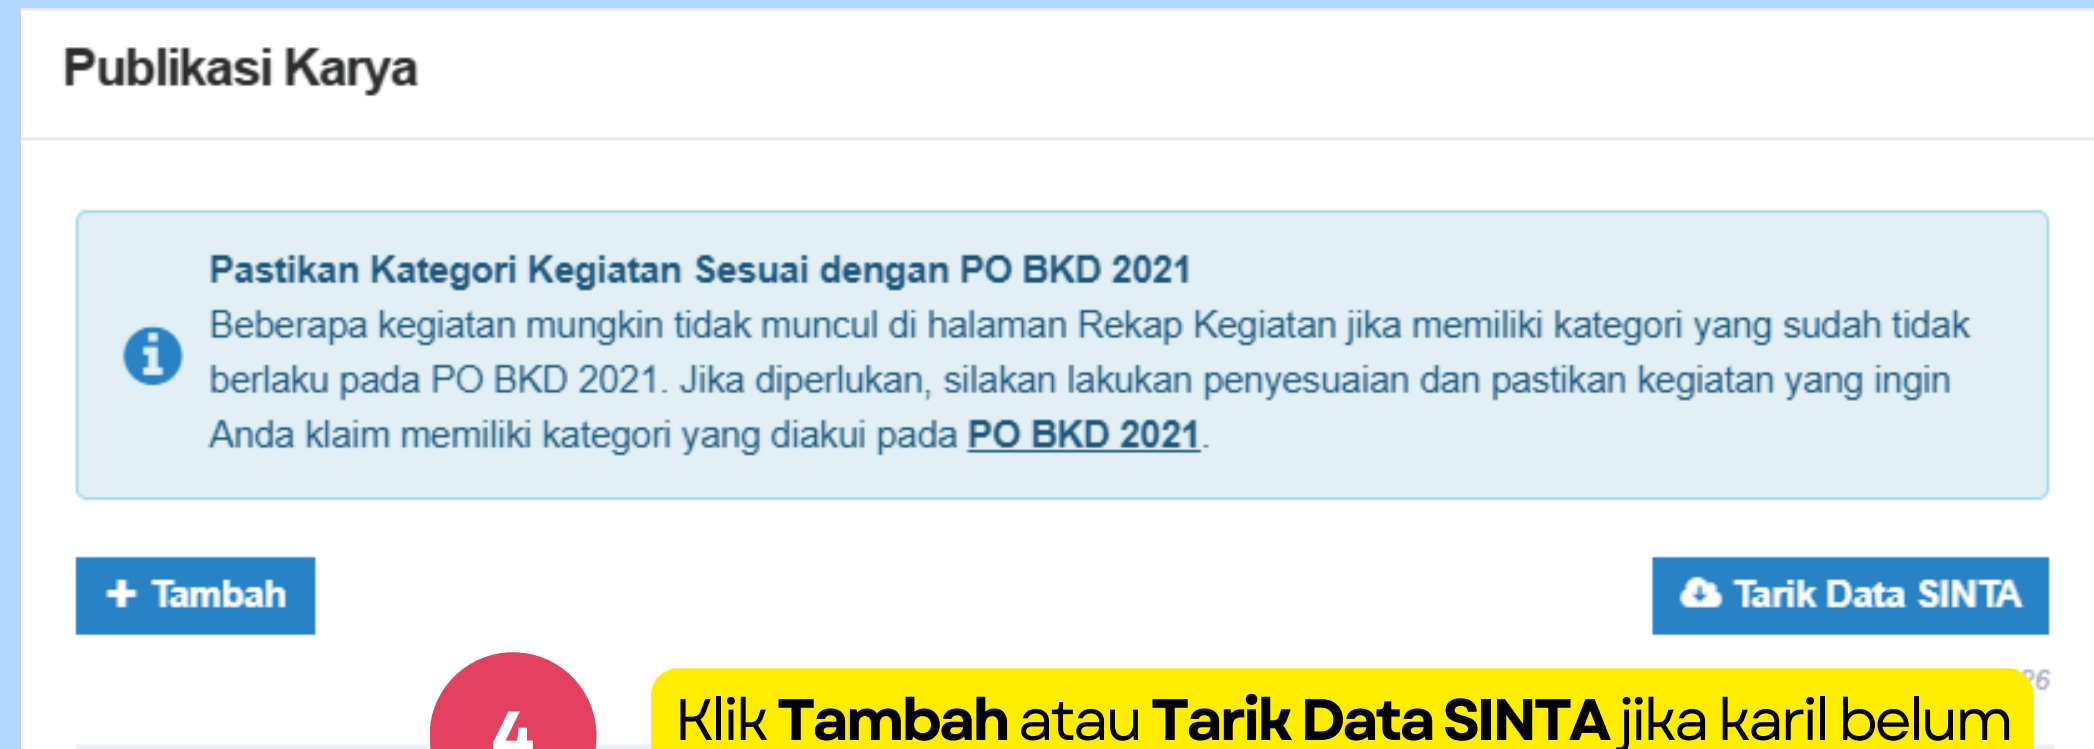 Publikasi Karya
Pastikan Kategori Kegiatan Sesuai dengan PO BKD 2021
Beberapa kegiatan mungkin tidak muncul di halaman Rekap Kegiatan jika memiliki kategori yang sudah tidak
berlaku pada PO BKD 2021. Jika diperlukan, silakan lakukan penyesuaian dan pastikan kegiatan yang ingin
Anda klaim memiliki kategori yang diakui pada PO BKD 2021.
+ Tambah
Tarik Data SINTA
4
Klik Tambah atau Tarik Data SINTA jika karil belum